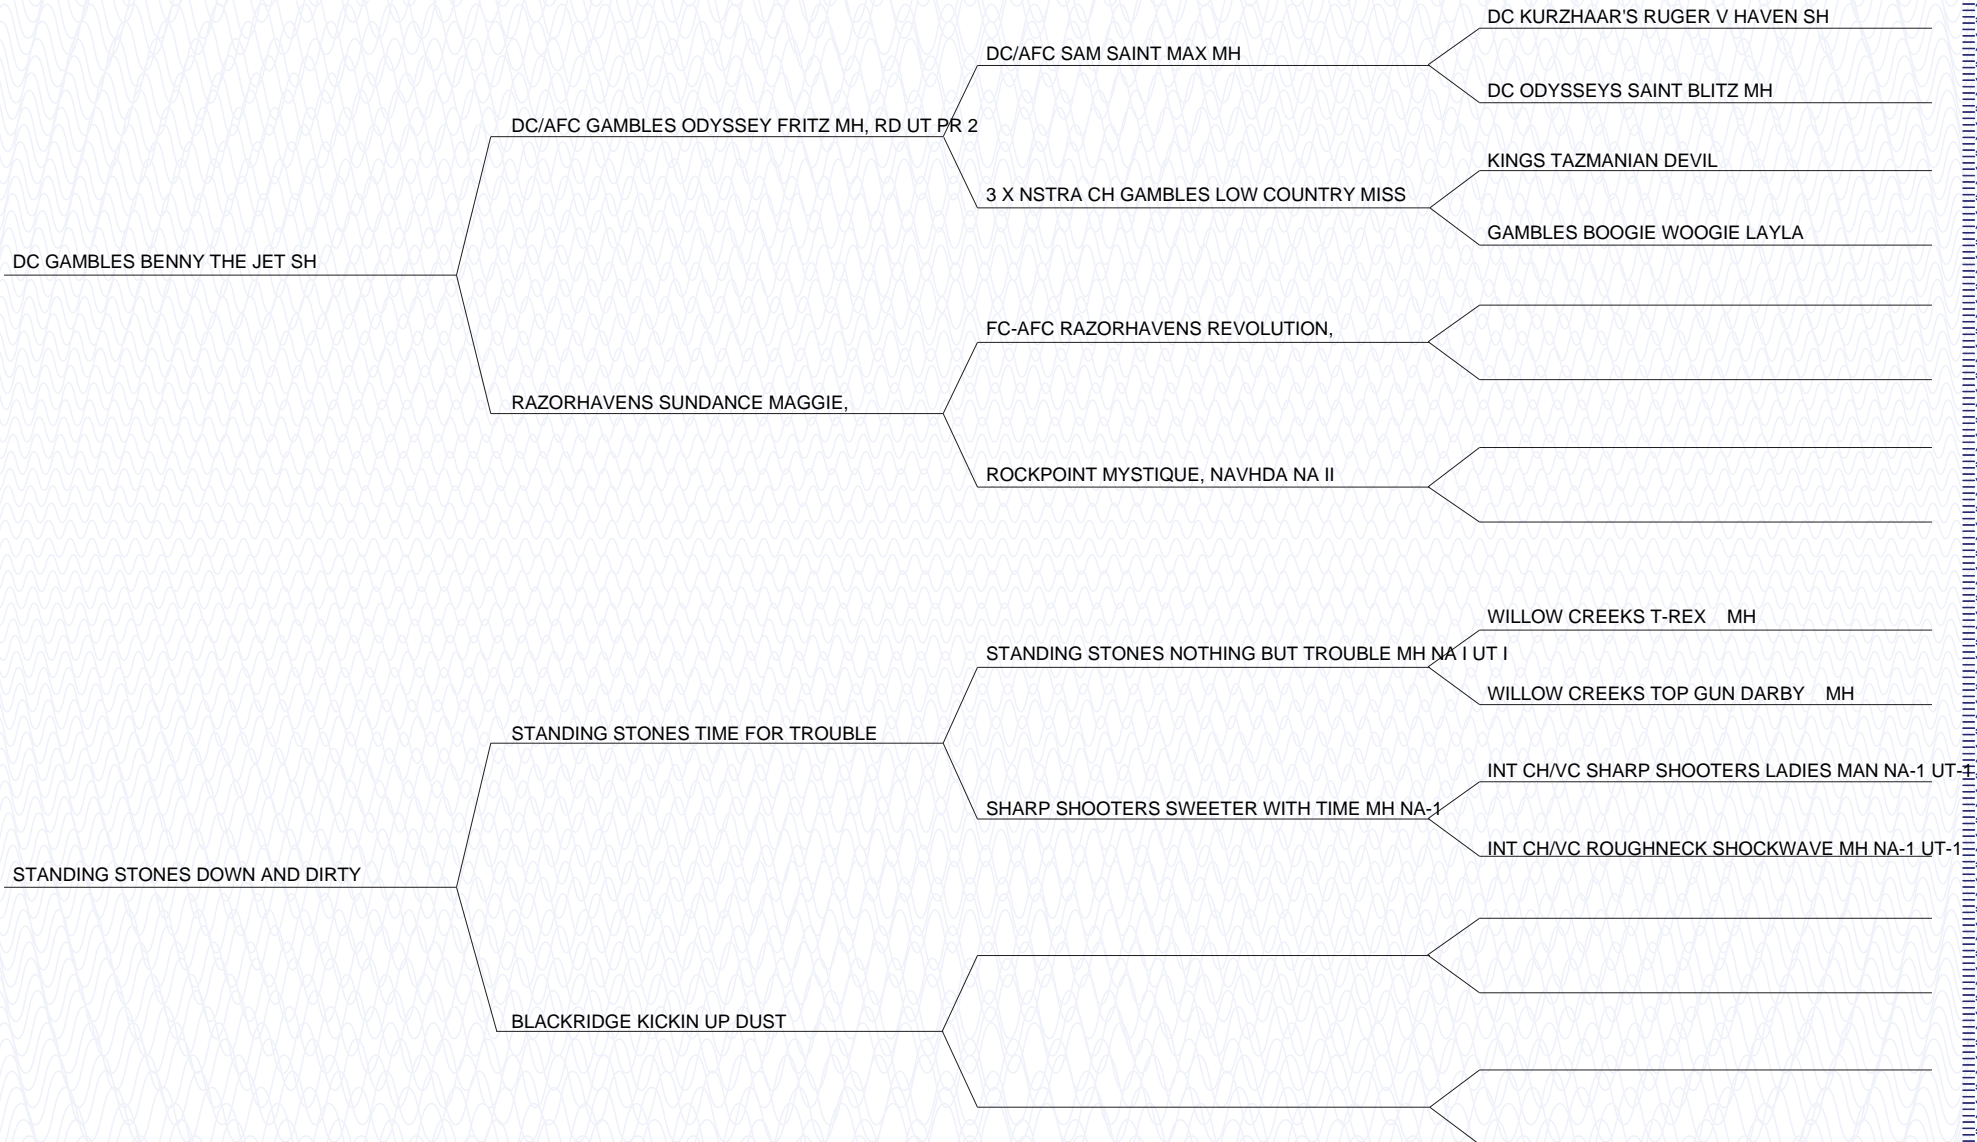 DC KURZHAAR'S RUGER V HAVEN SH
DC/AFC SAM SAINT MAX MH
DC ODYSSEYS SAINT BLITZ MH
DC/AFC GAMBLES ODYSSEY FRITZ MH, RD UT PR 2
KINGS TAZMANIAN DEVIL
3 X NSTRA CH GAMBLES LOW COUNTRY MISS
GAMBLES BOOGIE WOOGIE LAYLA
DC GAMBLES BENNY THE JET SH
FC-AFC RAZORHAVENS REVOLUTION,
RAZORHAVENS SUNDANCE MAGGIE,
ROCKPOINT MYSTIQUE, NAVHDA NA II
WILLOW CREEKS T-REX MH
STANDING STONES NOTHING BUT TROUBLE MH NA I UT I
WILLOW CREEKS TOP GUN DARBY MH
STANDING STONES TIME FOR TROUBLE
INT CH/VC SHARP SHOOTERS LADIES MAN NA-1 UT-1
SHARP SHOOTERS SWEETER WITH TIME MH NA-1
INT CH/VC ROUGHNECK SHOCKWAVE MH NA-1 UT-1
STANDING STONES DOWN AND DIRTY
BLACKRIDGE KICKIN UP DUST